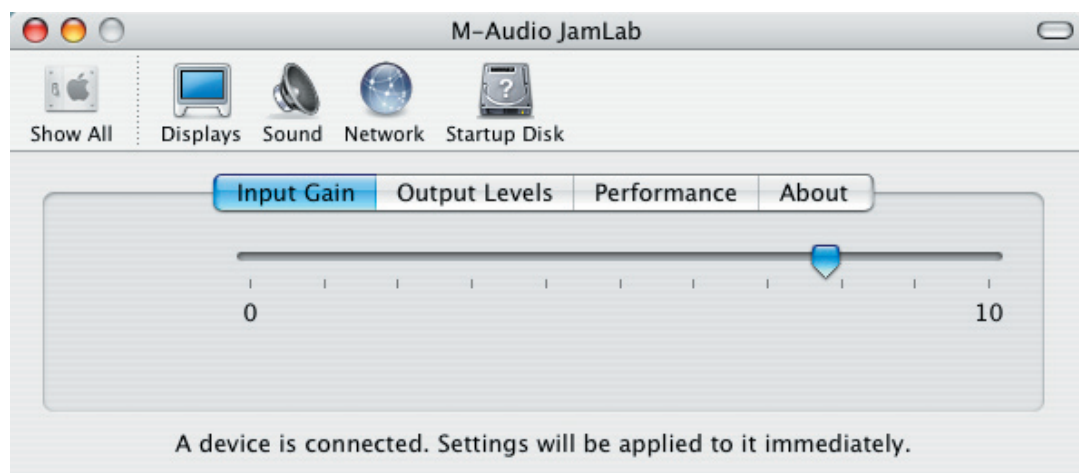 M-Audio JamLab
Show All Displays Sound Network Startup Disk
Input Gain Output Levels Performance About
0 10
A device is connected. Settings will be applied to it immediately.